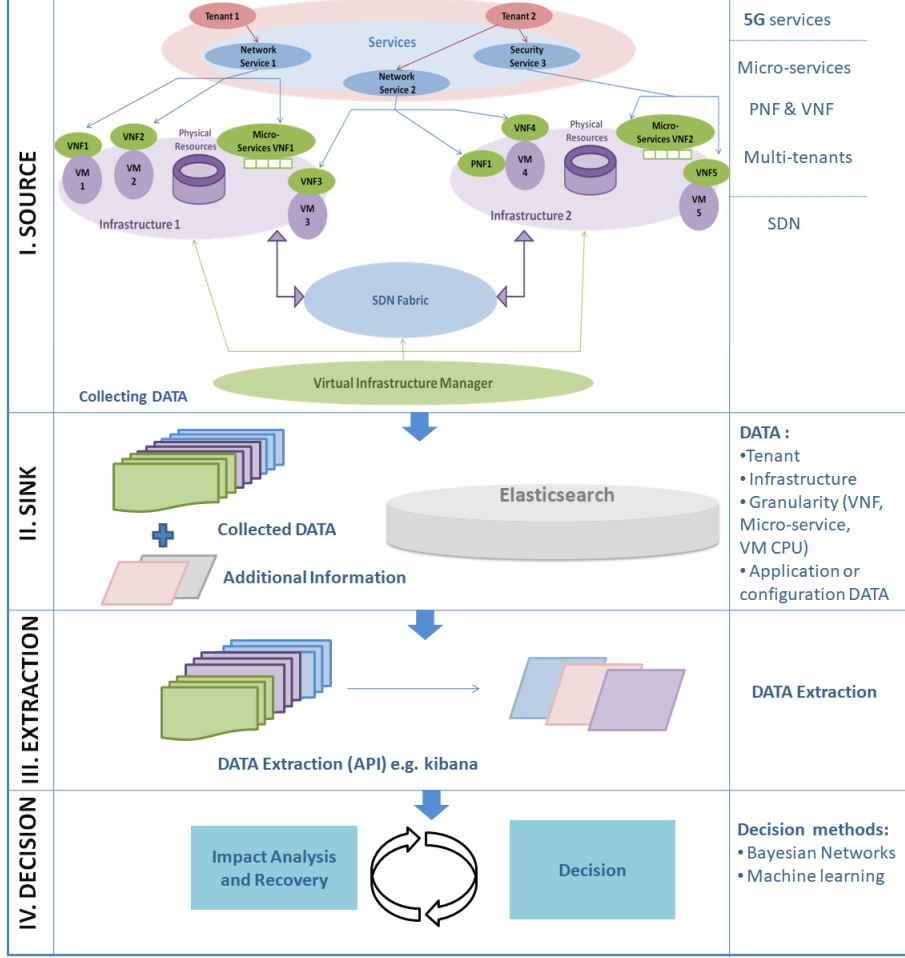 I. SOURCE
Tenant 1
Tenant 2
Services
Network
Service 1
Network
Service 2
Security
Service 3
VNF1
VM
1
VNF2
VM
2
Physical
Resources
Micro-
Services VNF1
VNF3
VM
3
Infrastructure 1
PNF1
VNF4
VM
4
Physical
Resources
Micro-
Services VNF2
VNF5
VM
5
Infrastructure 2
SDN Fabric
Virtual Infrastructure Manager
Collecting DATA
5G services
Micro-services
PNF & VNF
Multi-tenants
SDN
II. SINK
Collected DATA
Additional Information
Elasticsearch
DATA :
•Tenant
• Infrastructure
• Granularity (VNF,
Micro-service,
VM CPU)
• Application or
configuration DATA
III. EXTRACTION
DATA Extraction (API) e.g. kibana
DATA Extraction
IV. DECISION
Impact Analysis
and Recovery
Decision
Decision methods:
• Bayesian Networks
• Machine learning